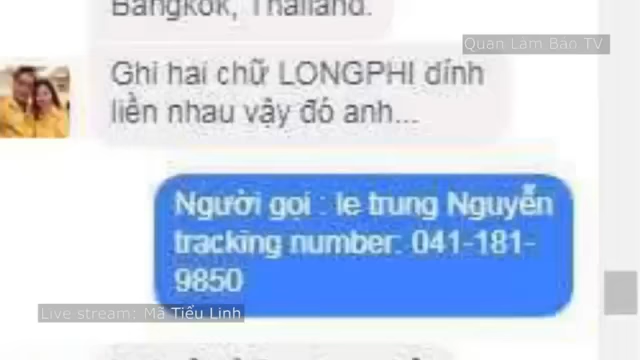 Bangkok, Thailand.
Quan Làm Báo TV
Ghi hai chữ LONGPHI dính
liền nhau vậy đó anh...
Người gọi : le trung Nguyễn
tracking number: 041-181-
9850
Live stream: Mã Tiểu Linh